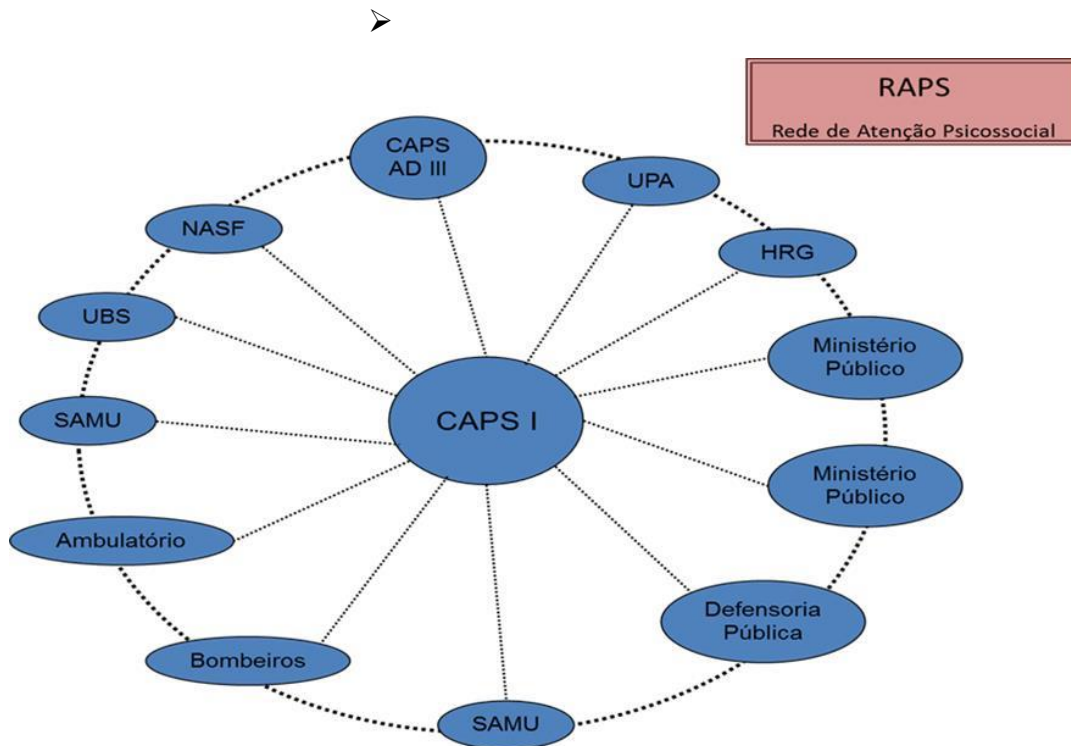 RAPS
Rede de Atenção Psicossocial
CAPS
AD III
UPA
NASF
HRG
UBS
Ministério
Público
SAMU
CAPS I
Ministério
Público
Ambulatório
Defensoria
Pública
Bombeiros
SAMU